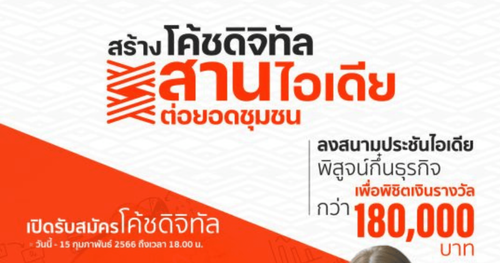 สร้างโค้ชดิจิทัล
สานไอเดีย
ต่อยอดชุมชน
ลงสนามประชันไอเดีย
พิสูจน์กึ๋นธุรกิจ
เพื่อพิชิตเงินรางวัล
กว่า 180,000
บาท
เปิดรับสมัครโค้ชดิจิทัล
- วันนี้ - 15 กุมภาพันธ์ 2566 ถึงเวลา 18.00 น.